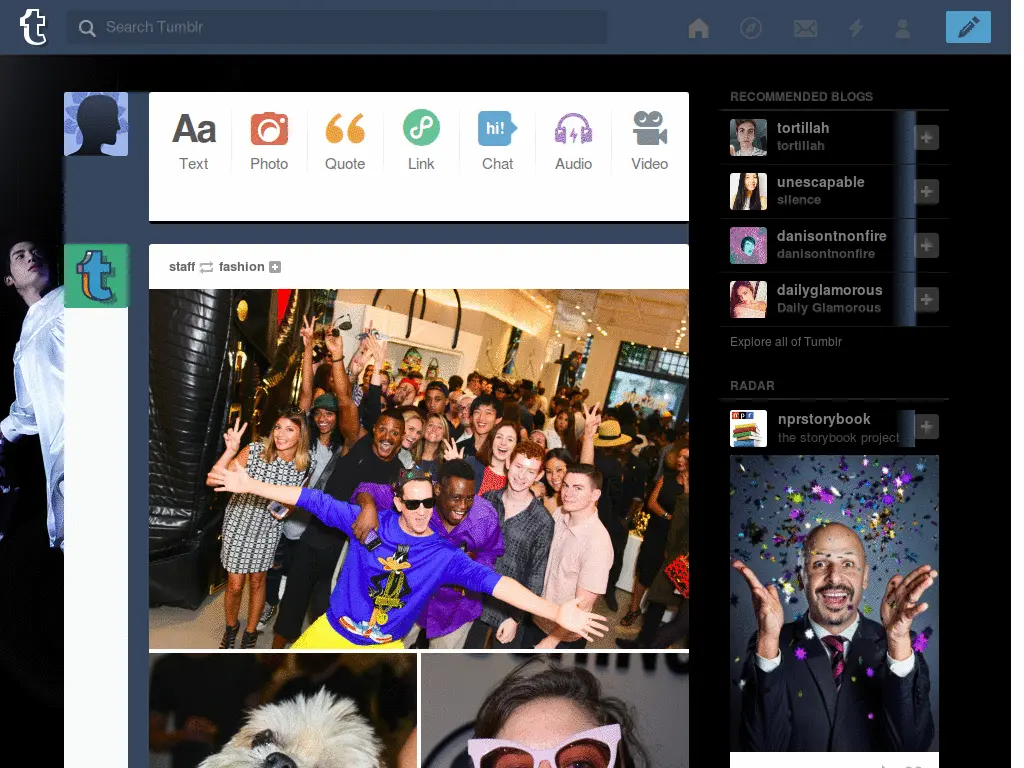 t
Search Tumblr
Aa
hi!
Text
Photo
Quote
Link
Chat
Audio
Video
t
staff fashion
RECOMMENDED BLOGS
tortillah
tortillah
unescapable
silence
danisontnonfire
danisontnonfire
dailyglamorous
Daily Glamorous
Explore all of Tumblr
RADAR
npr
nprstorybook
the storybook project